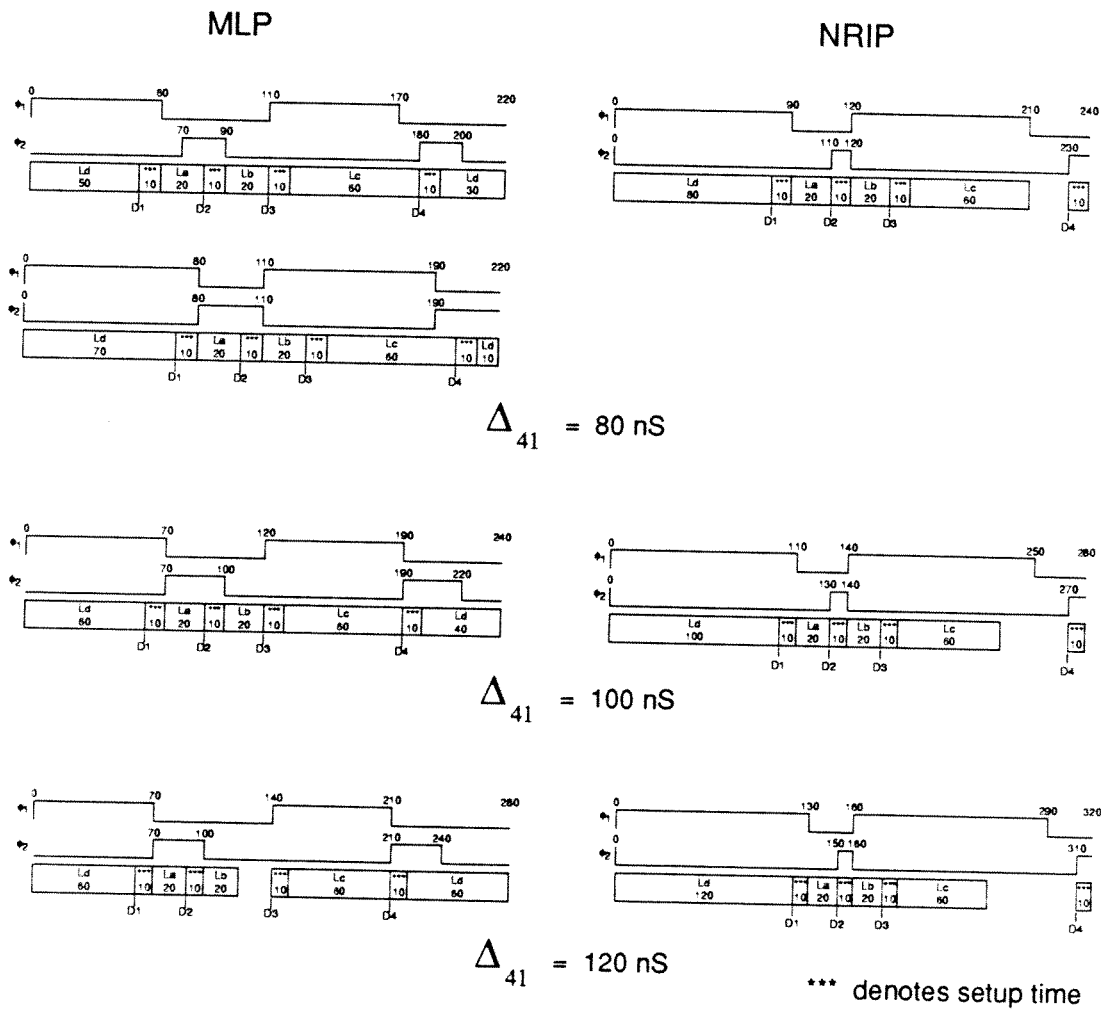 MLP NRIP
0 60 110 170 220
ϕ1
70 90 180 200
ϕ2
Ld 50 *** 10 La 20 *** 10 Lb 20 *** 10 Lc 60 *** 10 Ld 30
D1 D2 D3 D4
0 90 120 210 240
ϕ1
0 110 120 230
ϕ2
Ld 80 *** 10 La 20 *** 10 Lb 20 *** 10 Lc 60 *** 10
D1 D2 D3 D4
0 80 110 190 220
ϕ1
0 80 110 190
ϕ2
Ld 70 *** 10 La 20 *** 10 Lb 20 *** 10 Lc 60 *** 10 Ld 10
D1 D2 D3 D4
Δ41 = 80 nS
0 70 120 190 240
ϕ1
70 100 190 220
ϕ2
Ld 60 *** 10 La 20 *** 10 Lb 20 *** 10 Lc 60 *** 10 Ld 40
D1 D2 D3 D4
0 110 140 250 280
ϕ1
0 130 140 270
ϕ2
Ld 100 *** 10 La 20 *** 10 Lb 20 *** 10 Lc 60 *** 10
D1 D2 D3 D4
Δ41 = 100 nS
0 70 140 210 280
ϕ1
70 100 210 240
ϕ2
Ld 60 *** 10 La 20 *** 10 Lb 20 *** 10 Lc 60 *** 10 Ld 60
D1 D2 D3 D4
0 130 160 290 320
ϕ1
0 150 160 310
ϕ2
Ld 120 *** 10 La 20 *** 10 Lb 20 *** 10 Lc 60 *** 10
D1 D2 D3 D4
Δ41 = 120 nS
*** denotes setup time